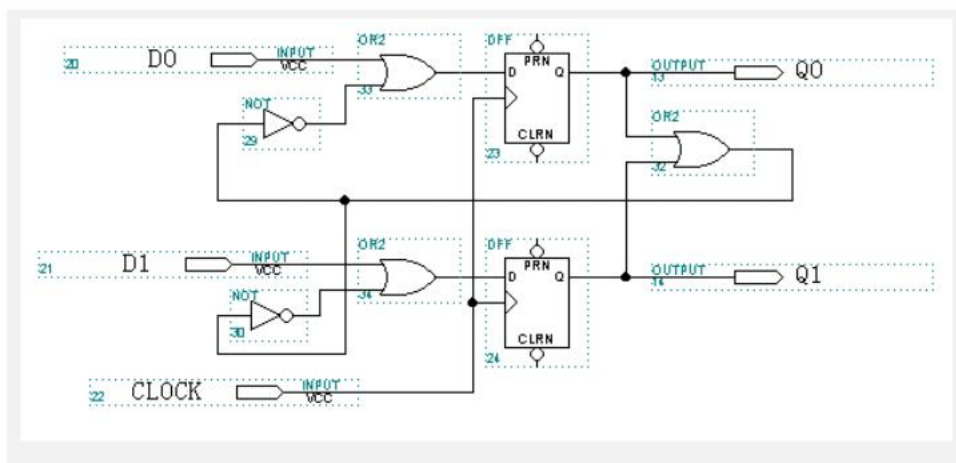 OR2 DFF
20 D0 INPUT VCC PRN OUTPUT Q0
33 D Q 13
NOT OR2
29 CLRN
23 32
OR2 DFF
21 D1 INPUT VCC PRN OUTPUT Q1
34 D Q 14
NOT
30 CLRN
24
22 CLOCK INPUT VCC